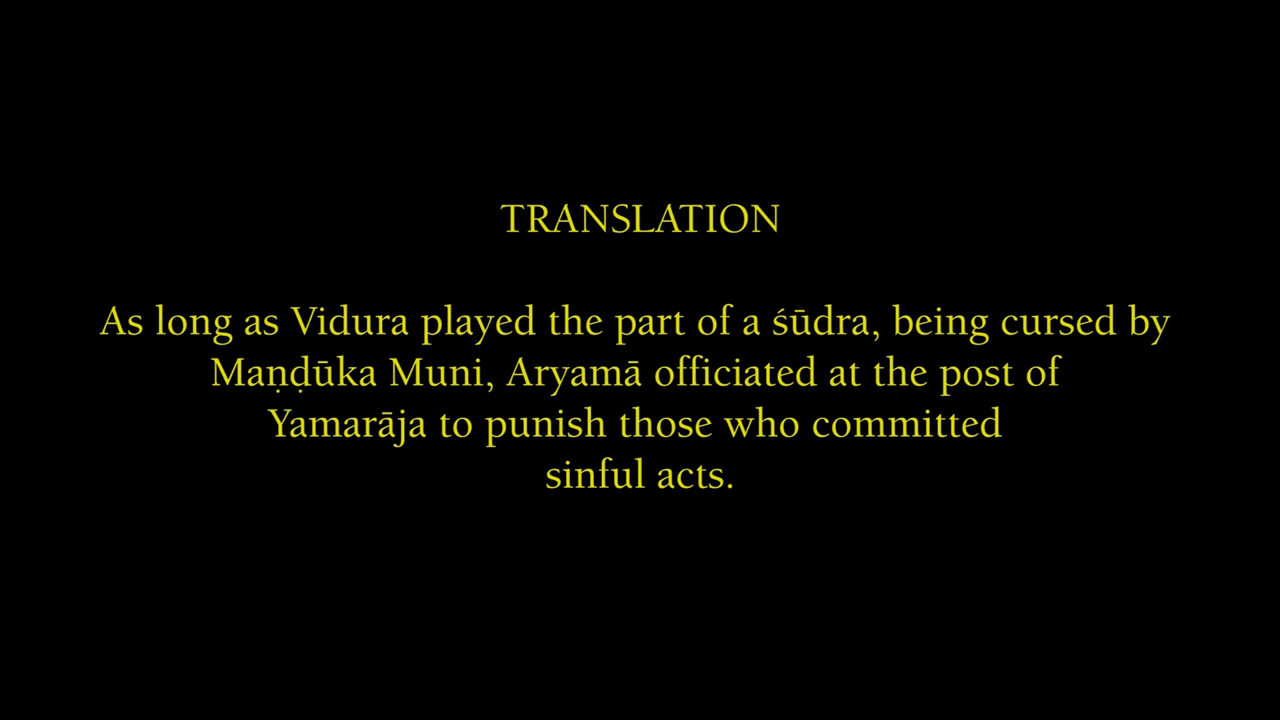 TRANSLATION
As long as Vidura played the part of a śūdra, being cursed by
Maṇḍūka Muni, Aryamā officiated at the post of
Yamarāja to punish those who committed
sinful acts.